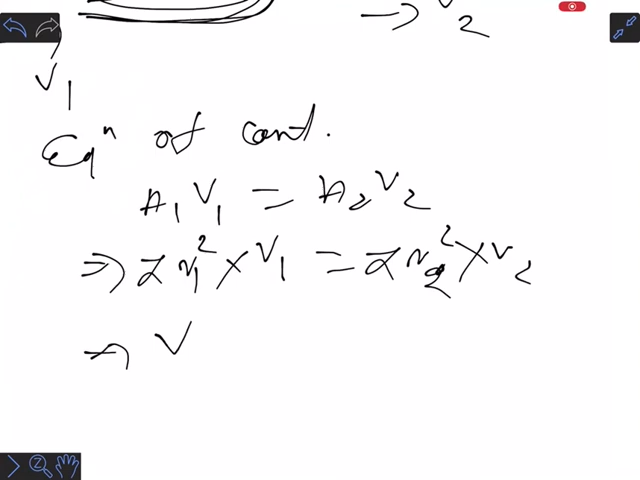 → V₂
V₁
Eqⁿ of cont.
A₁V₁ = A₂V₂
⇒ π r₁² × V₁ = π r₂² × V₂
⇒ V